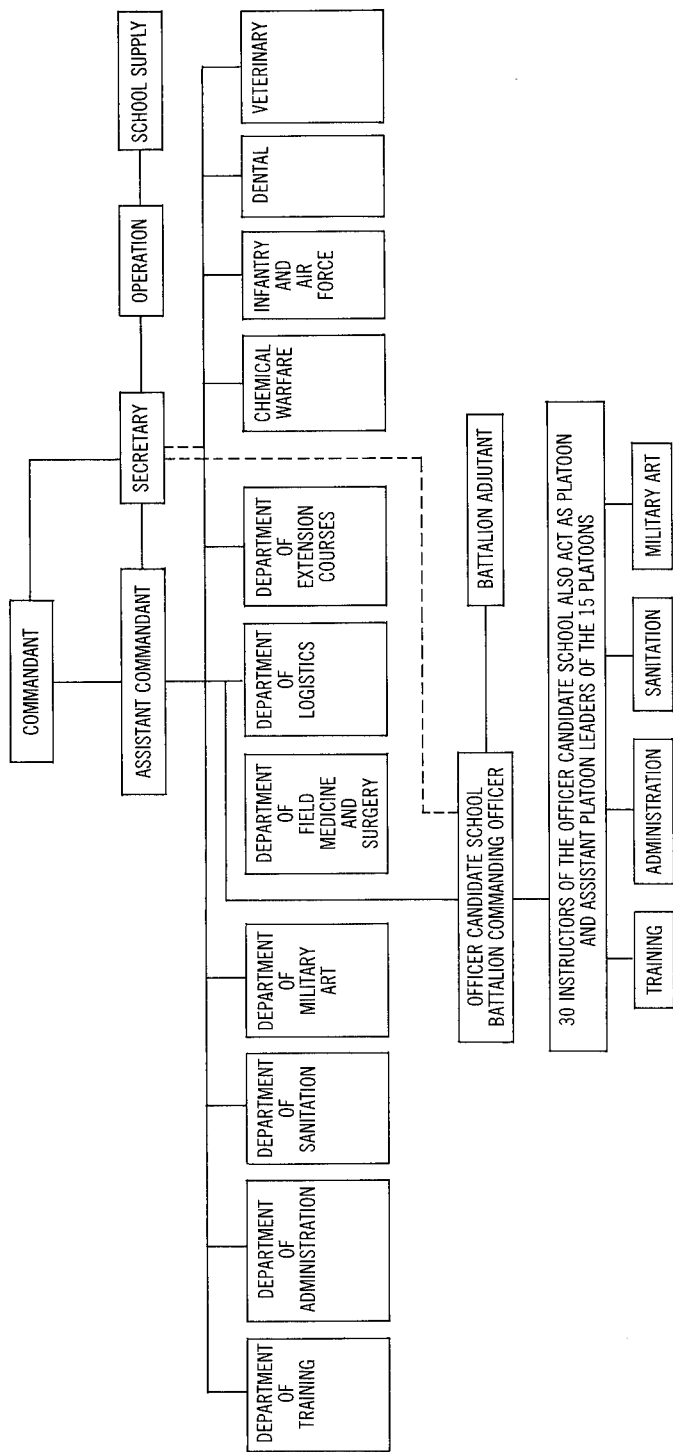 COMMANDANT
ASSISTANT COMMANDANT
SECRETARY
OPERATION
SCHOOL SUPPLY
DEPARTMENT
OF
TRAINING
DEPARTMENT
OF
ADMINISTRATION
DEPARTMENT
OF
SANITATION
DEPARTMENT
OF
MILITARY
ART
DEPARTMENT
OF
FIELD
MEDICINE
AND
SURGERY
DEPARTMENT
OF
LOGISTICS
DEPARTMENT
OF
EXTENSION
COURSES
CHEMICAL
WARFARE
INFANTRY
AND
AIR
FORCE
DENTAL
VETERINARY
OFFICER CANDIDATE SCHOOL
BATTALION COMMANDING OFFICER
BATTALION ADJUTANT
30 INSTRUCTORS OF THE OFFICER CANDIDATE SCHOOL ALSO ACT AS PLATOON
AND ASSISTANT PLATOON LEADERS OF THE 15 PLATOONS
TRAINING
ADMINISTRATION
SANITATION
MILITARY ART